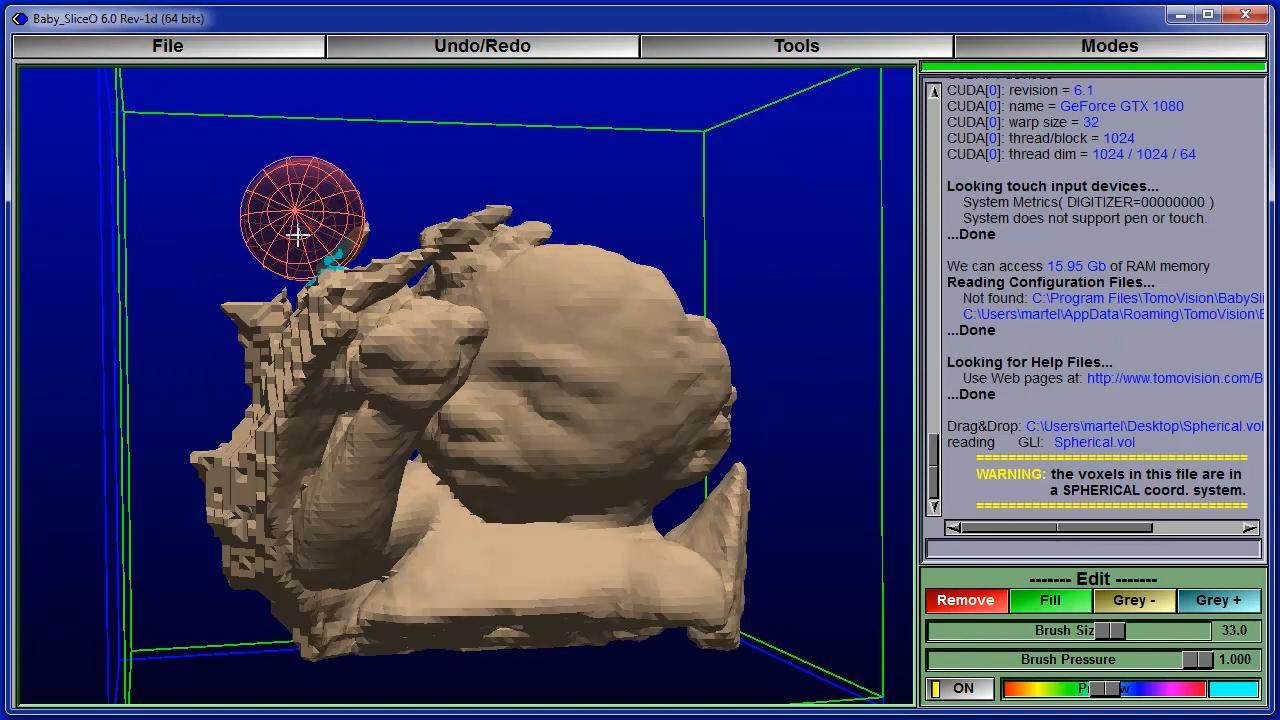 Baby_SliceO 6.0 Rev-1d (64 bits)
File Undo/Redo Tools Modes
CUDA[0]: revision = 6.1
CUDA[0]: name = GeForce GTX 1080
CUDA[0]: warp size = 32
CUDA[0]: thread/block = 1024
CUDA[0]: thread dim = 1024 / 1024 / 64
Looking touch input devices...
System Metrics( DIGITIZER=00000000 )
System does not support pen or touch.
...Done
We can access 15.95 Gb of RAM memory
Reading Configuration Files...
Not found: C:\Program Files\TomoVision\BabySli
C:\Users\martel\AppData\Roaming\TomoVision\B
...Done
Looking for Help Files...
Use Web pages at: http://www.tomovision.com/B
...Done
Drag&Drop: C:\Users\martel\Desktop\Spherical.vol
reading GLI: Spherical.vol
==================================
WARNING: the voxels in this file are in
a SPHERICAL coord. system.
==================================
------- Edit -------
Remove Fill Grey - Grey +
Brush Siz 33.0
Brush Pressure 1.000
ON